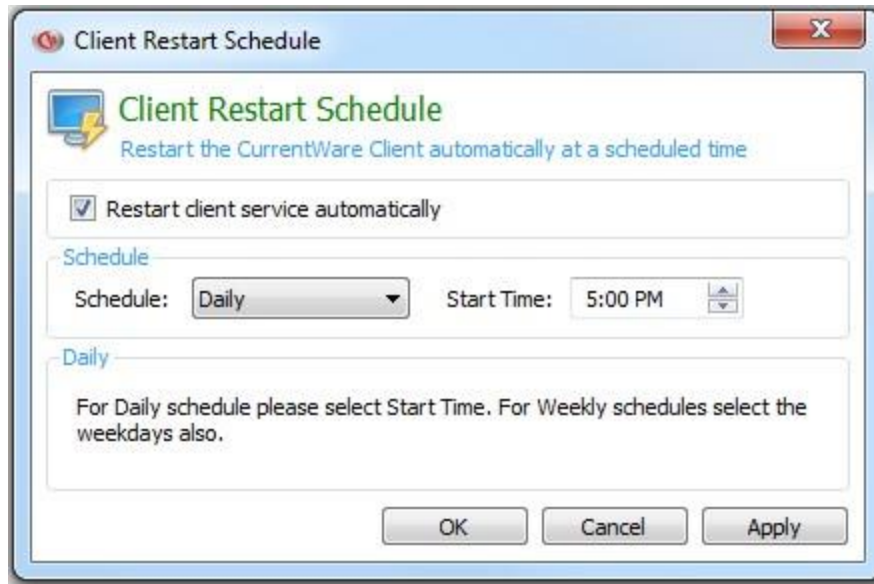 Client Restart Schedule
Client Restart Schedule
Restart the CurrentWare Client automatically at a scheduled time
Restart client service automatically
Schedule
Schedule: Daily Start Time: 5:00 PM
Daily
For Daily schedule please select Start Time. For Weekly schedules select the
weekdays also.
OK Cancel Apply